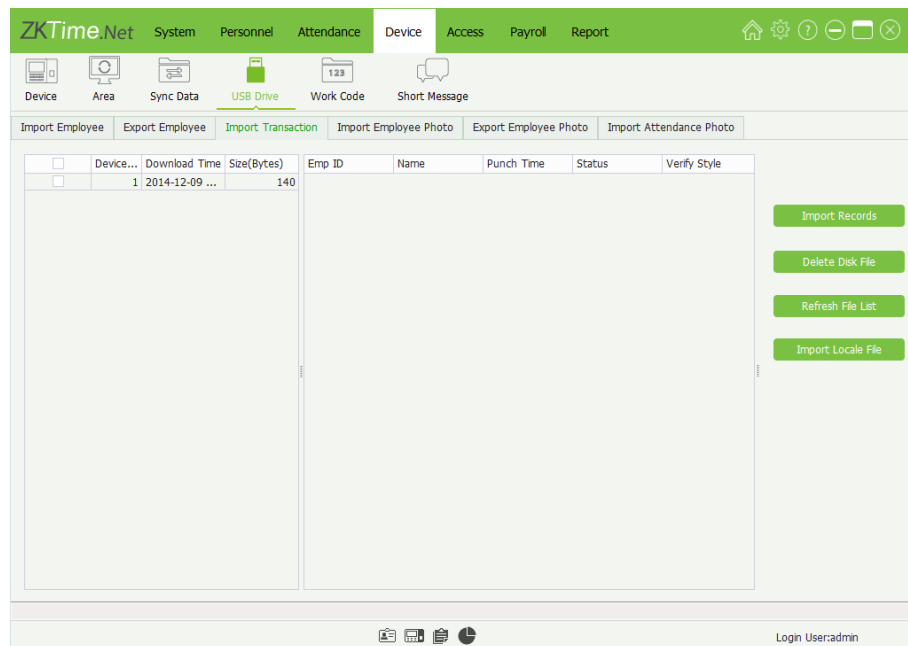 ZKTime.Net System Personnel Attendance Device Access Payroll Report
123
Device Area Sync Data USB Drive Work Code Short Message
Import Employee Export Employee Import Transaction Import Employee Photo Export Employee Photo Import Attendance Photo
Device... Download Time Size(Bytes) Emp ID Name Punch Time Status Verify Style
1 2014-12-09 ... 140
Import Records
Delete Disk File
Refresh File List
Import Locale File
Login User:admin